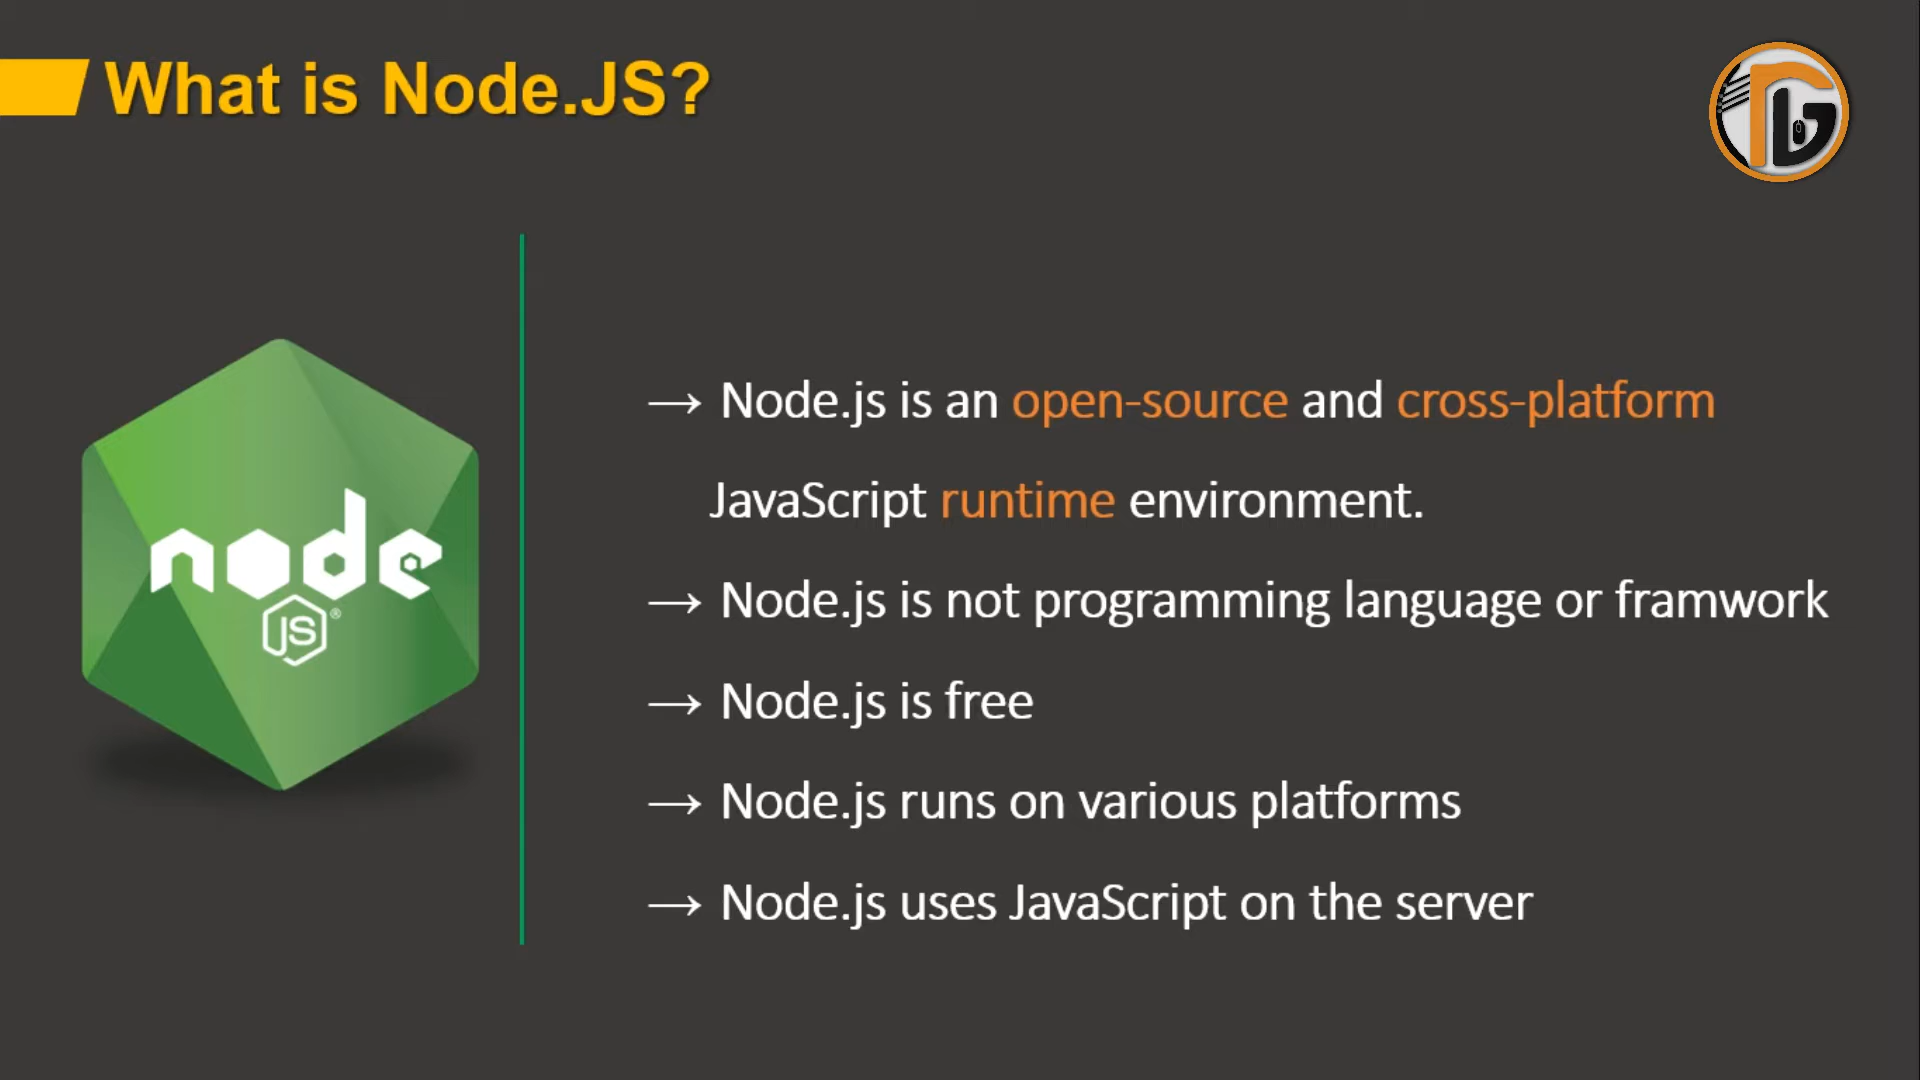 What is Node.JS?
node
JS®
→ Node.js is an open-source and cross-platform
JavaScript runtime environment.
→ Node.js is not programming language or framwork
→ Node.js is free
→ Node.js runs on various platforms
→ Node.js uses JavaScript on the server